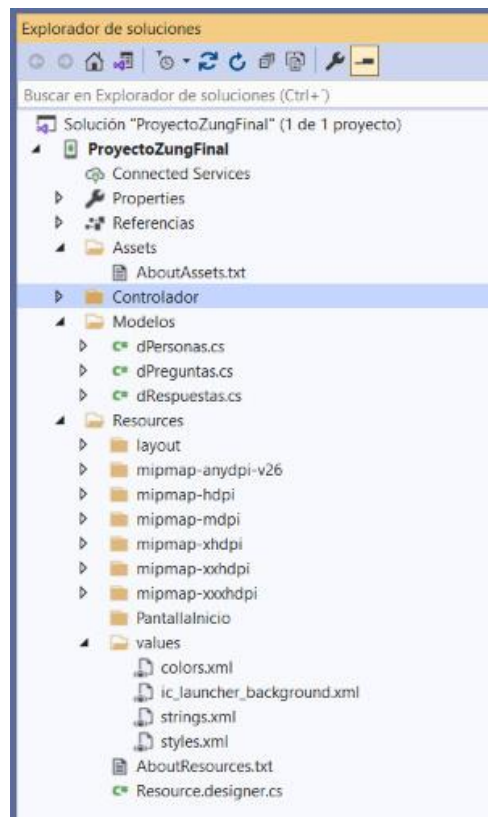 Explorador de soluciones
Buscar en Explorador de soluciones (Ctrl+¨)
Solución "ProyectoZungFinal" (1 de 1 proyecto)
ProyectoZungFinal
Connected Services
Properties
Referencias
Assets
AboutAssets.txt
Controlador
Modelos
C# dPersonas.cs
C# dPreguntas.cs
C# dRespuestas.cs
Resources
layout
mipmap-anydpi-v26
mipmap-hdpi
mipmap-mdpi
mipmap-xhdpi
mipmap-xxhdpi
mipmap-xxxhdpi
PantallaInicio
values
colors.xml
ic_launcher_background.xml
strings.xml
styles.xml
AboutResources.txt
C# Resource.designer.cs